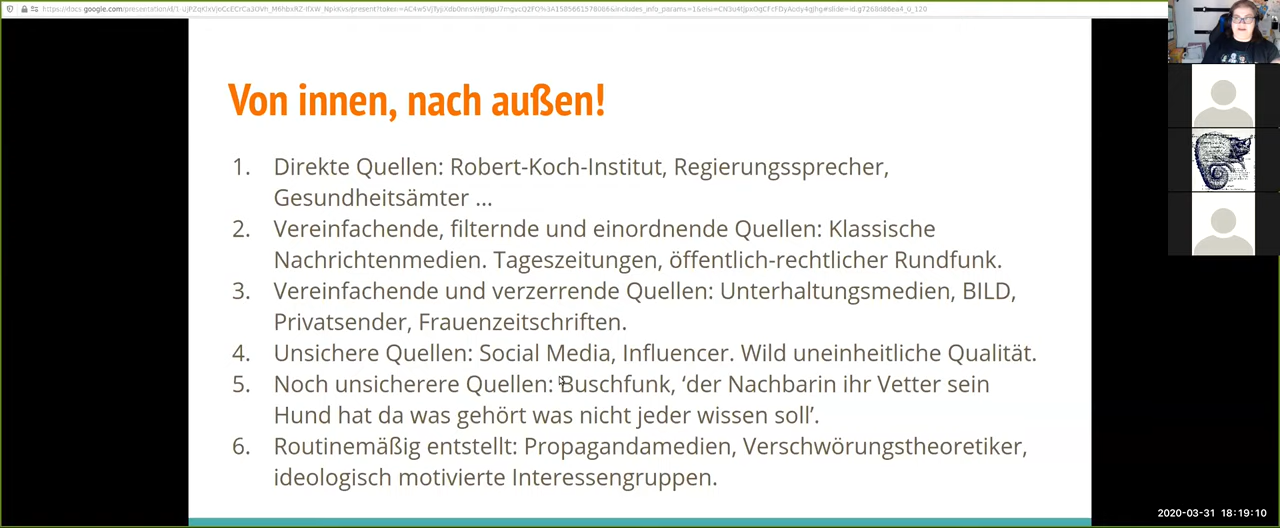 Von innen, nach außen!
1. Direkte Quellen: Robert-Koch-Institut, Regierungssprecher,
Gesundheitsämter ...
2. Vereinfachende, filternde und einordnende Quellen: Klassische
Nachrichtenmedien. Tageszeitungen, öffentlich-rechtlicher Rundfunk.
3. Vereinfachende und verzerrende Quellen: Unterhaltungsmedien, BILD,
Privatsender, Frauenzeitschriften.
4. Unsichere Quellen: Social Media, Influencer. Wild uneinheitliche Qualität.
5. Noch unsicherere Quellen: Buschfunk, ‘der Nachbarin ihr Vetter sein
Hund hat da was gehört was nicht jeder wissen soll’.
6. Routinemäßig entstellt: Propagandamedien, Verschwörungstheoretiker,
ideologisch motivierte Interessengruppen.
2020-03-31 18:19:10